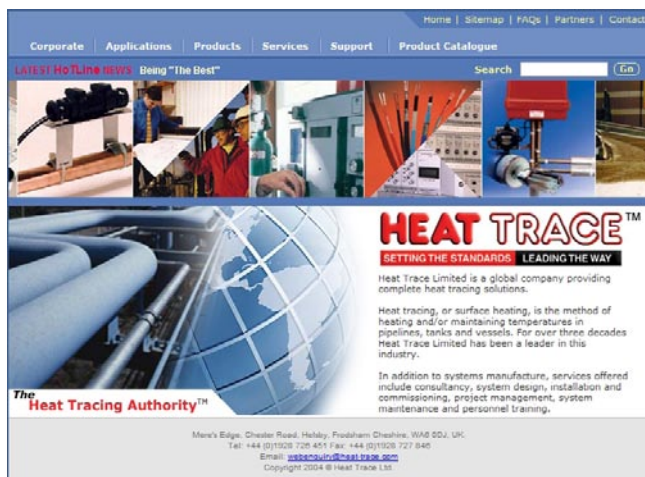 Home | Sitemap | FAQs | Partners | Contact
Corporate | Applications | Products | Services | Support | Product Catalogue
LATEST HoTLine NEWS Being "The Best" Search Go
HEAT TRACE™
SETTING THE STANDARDS LEADING THE WAY
Heat Trace Limited is a global company providing
complete heat tracing solutions.
Heat tracing, or surface heating, is the method of
heating and/or maintaining temperatures in
pipelines, tanks and vessels. For over three decades
Heat Trace Limited has been a leader in this
industry.
In addition to systems manufacture, services offered
include consultancy, system design, installation and
commissioning, project management, system
maintenance and personnel training.
The
Heat Tracing Authority™
Mere's Edge, Chester Road, Helsby, Frodsham Cheshire, WA6 0DJ, UK.
Tel: +44 (0)1928 726 451 Fax: +44 (0)1928 727 846
Email: webenquiry@heat-trace.com
Copyright 2004 @ Heat Trace Ltd.